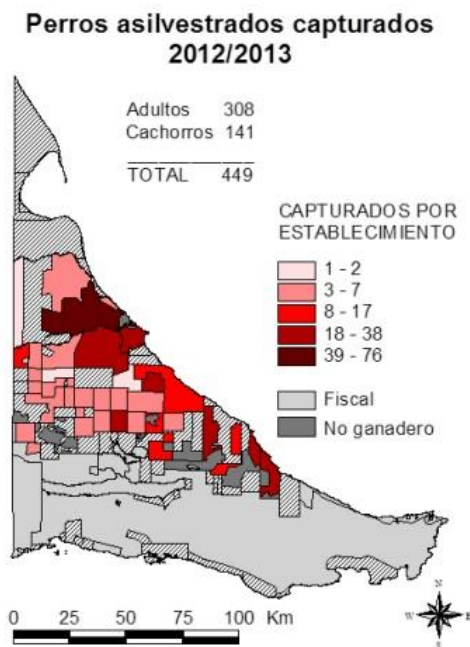 Perros asilvestrados capturados
2012/2013
Adultos 308
Cachorros 141
TOTAL 449
CAPTURADOS POR
ESTABLECIMIENTO
1 - 2
3 - 7
8 - 17
18 - 38
39 - 76
Fiscal
No ganadero
0 25 50 75 100 Km
N
W E
S